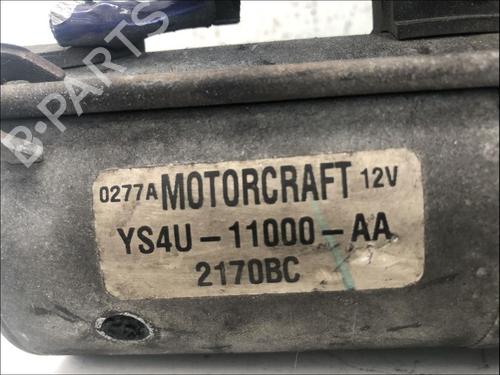 B-PARTS
0277A MOTORCRAFT 12V
YS4U-11000-AA
2170BC